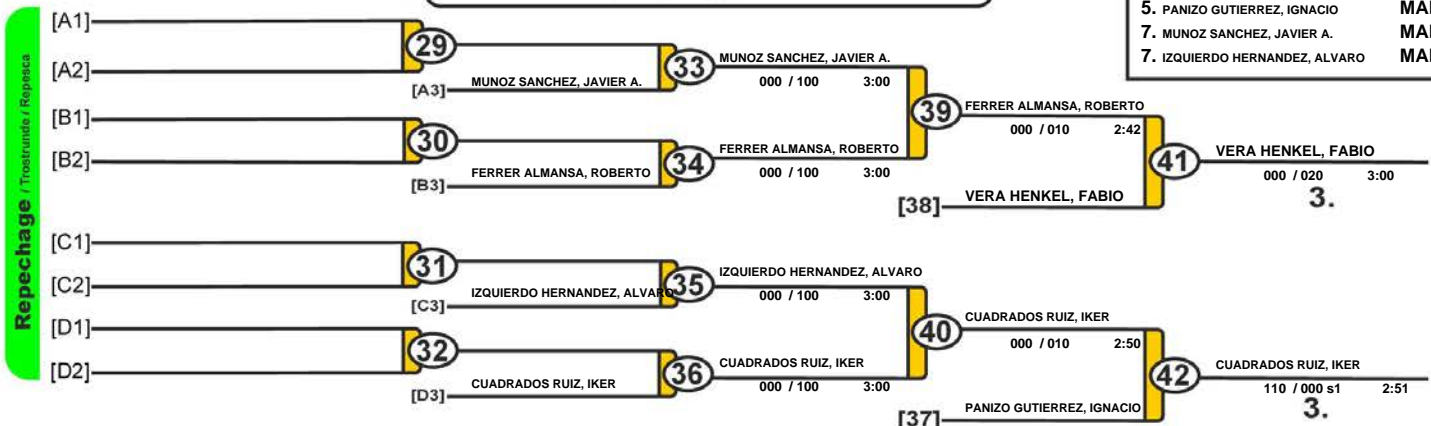 5. PANIZO GUTIERREZ, IGNACIO
7. MUNOZ SANCHEZ, JAVIER A.
7. IZQUIERDO HERNANDEZ, ALVARO
Repechage / Trostrunde / Repesca
[A1]
29
[A2]
[A3] MUNOZ SANCHEZ, JAVIER A.
33
MUNOZ SANCHEZ, JAVIER A.
000 / 100 3:00
[B1]
30
[B2]
[B3] FERRER ALMANSA, ROBERTO
34
FERRER ALMANSA, ROBERTO
000 / 100 3:00
39
FERRER ALMANSA, ROBERTO
000 / 010 2:42
[38] VERA HENKEL, FABIO
41
VERA HENKEL, FABIO
000 / 020 3:00
3.
[C1]
31
[C2]
[C3] IZQUIERDO HERNANDEZ, ALVARO
35
IZQUIERDO HERNANDEZ, ALVARO
000 / 100 3:00
[D1]
32
[D2]
[D3] CUADRADOS RUIZ, IKER
36
CUADRADOS RUIZ, IKER
000 / 100 3:00
40
CUADRADOS RUIZ, IKER
000 / 010 2:50
[37] PANIZO GUTIERREZ, IGNACIO
42
CUADRADOS RUIZ, IKER
110 / 000 s1 2:51
3.